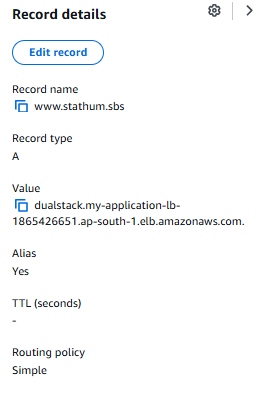 Record details
Edit record
Record name
www.stathum.sbs
Record type
A
Value
dualstack.my-application-lb-
1865426651.ap-south-1.elb.amazonaws.com.
Alias
Yes
TTL (seconds)
-
Routing policy
Simple